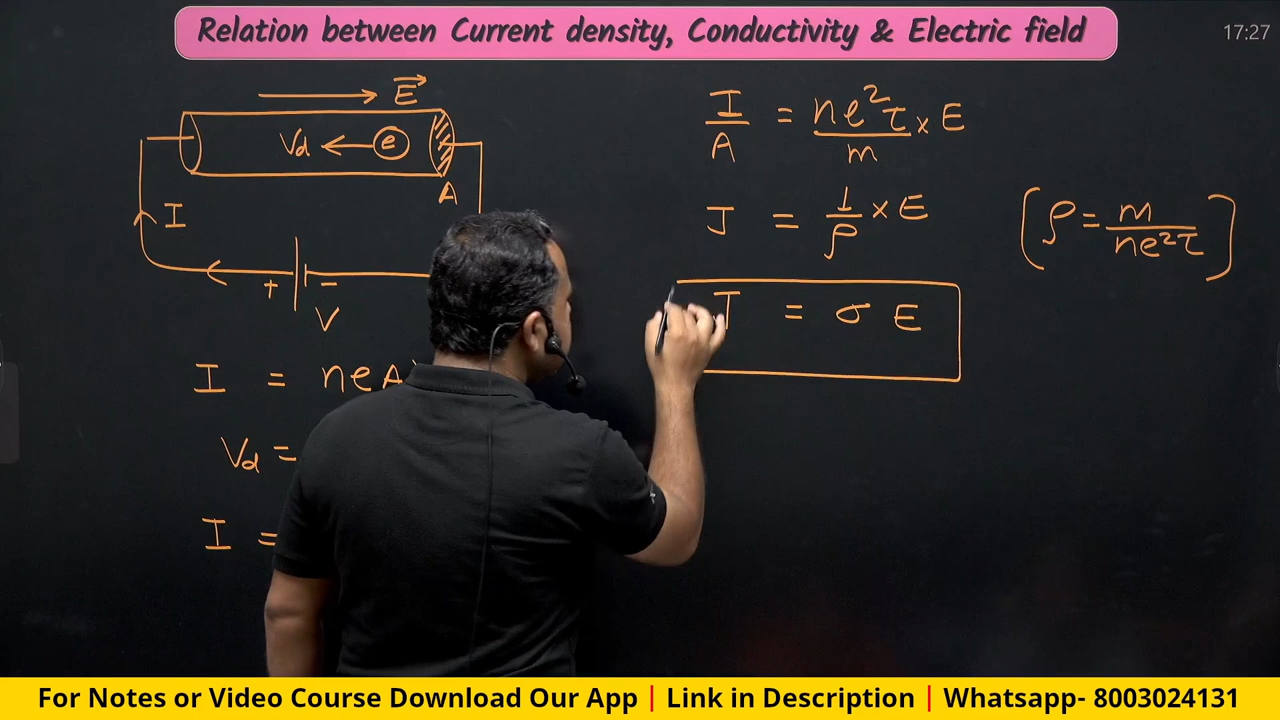 Relation between Current density, Conductivity & Electric field
17:27
E⃗
Vd ← e
A
I
+ -
V
I = neA
Vd =
I =
I/A = ne²τ/m × E
J = 1/ρ × E
[ρ = m/ne²τ]
J = σ E
For Notes or Video Course Download Our App | Link in Description | Whatsapp- 8003024131